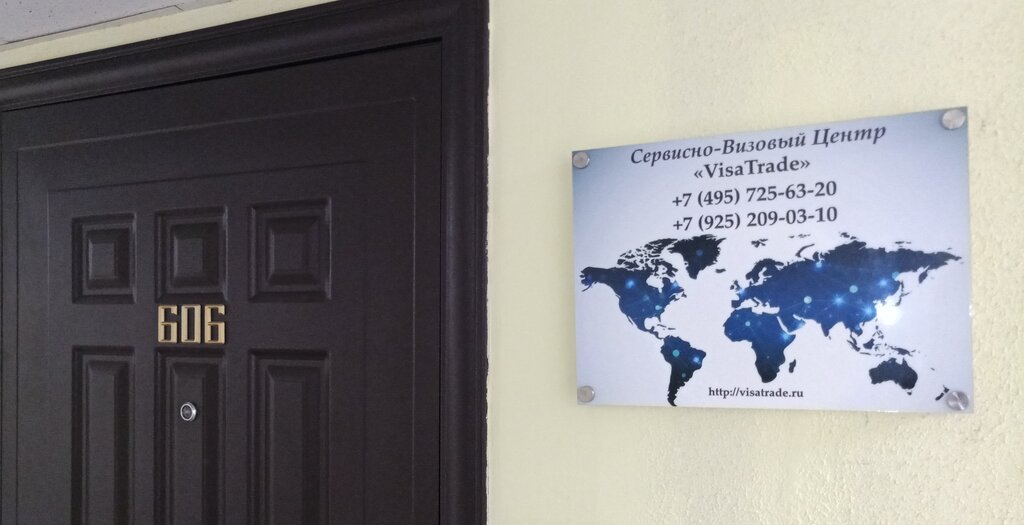 606
Сервисно-Визовый Центр
«VisaTrade»
+7 (495) 725-63-20
+7 (925) 209-03-10
http://visatrade.ru